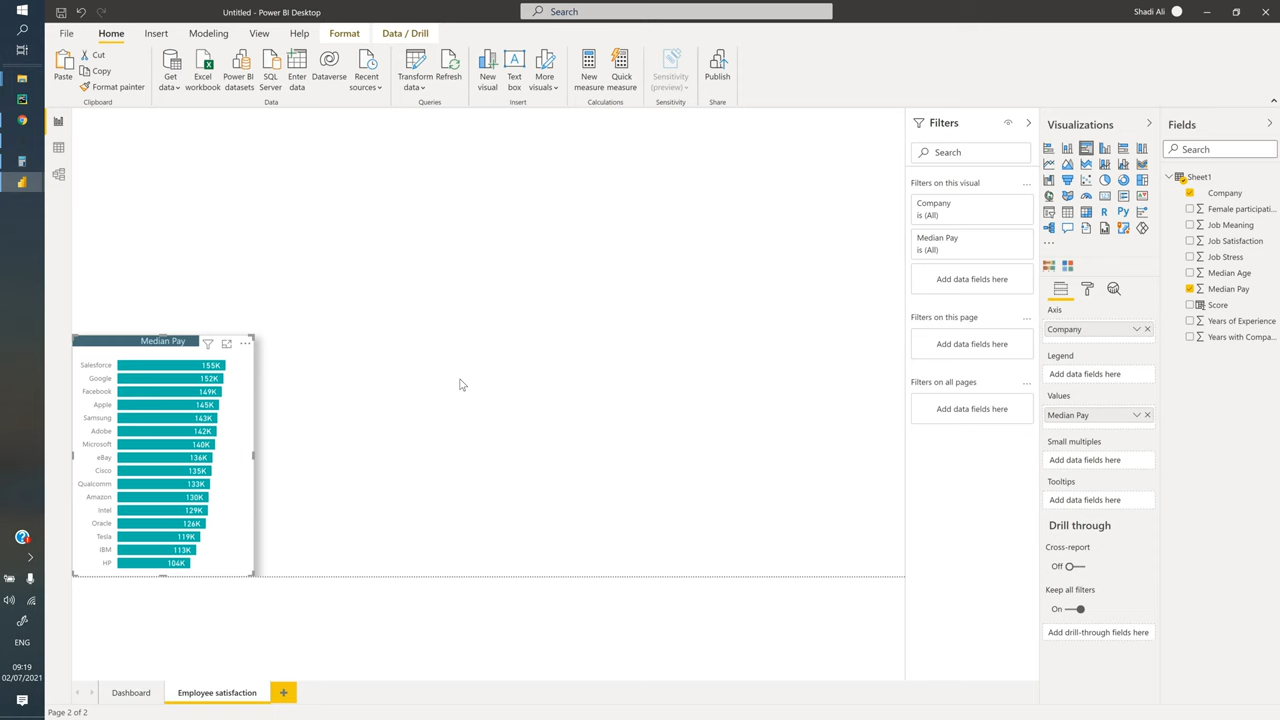 Untitled - Power BI Desktop
Search
Shadi Ali
File
Home
Insert
Modeling
View
Help
Format
Data / Drill
Paste
Cut
Copy
Format painter
Clipboard
Get data
Excel workbook
Power BI datasets
SQL Server
Enter data
Dataverse
Recent sources
Data
Transform data
Refresh
Queries
New visual
Text box
More visuals
Insert
New measure
Quick measure
Calculations
Sensitivity (preview)
Sensitivity
Publish
Share
Median Pay
Salesforce 155K
Google 152K
Facebook 149K
Apple 145K
Samsung 143K
Adobe 142K
Microsoft 140K
eBay 136K
Cisco 135K
Qualcomm 133K
Amazon 130K
Intel 129K
Oracle 126K
Tesla 119K
IBM 113K
HP 104K
Filters
Search
Filters on this visual
Company
is (All)
Median Pay
is (All)
Add data fields here
Filters on this page
Add data fields here
Filters on all pages
Add data fields here
Visualizations
R
Py
Axis
Company
Legend
Add data fields here
Values
Median Pay
Small multiples
Add data fields here
Tooltips
Add data fields here
Drill through
Cross-report
Off
Keep all filters
On
Add drill-through fields here
Fields
Search
Sheet1
Company
Female participati...
Job Meaning
Job Satisfaction
Job Stress
Median Age
Median Pay
Score
Years of Experience
Years with Compa...
ENG
09:19
02/07/2021
Dashboard
Employee satisfaction
Page 2 of 2